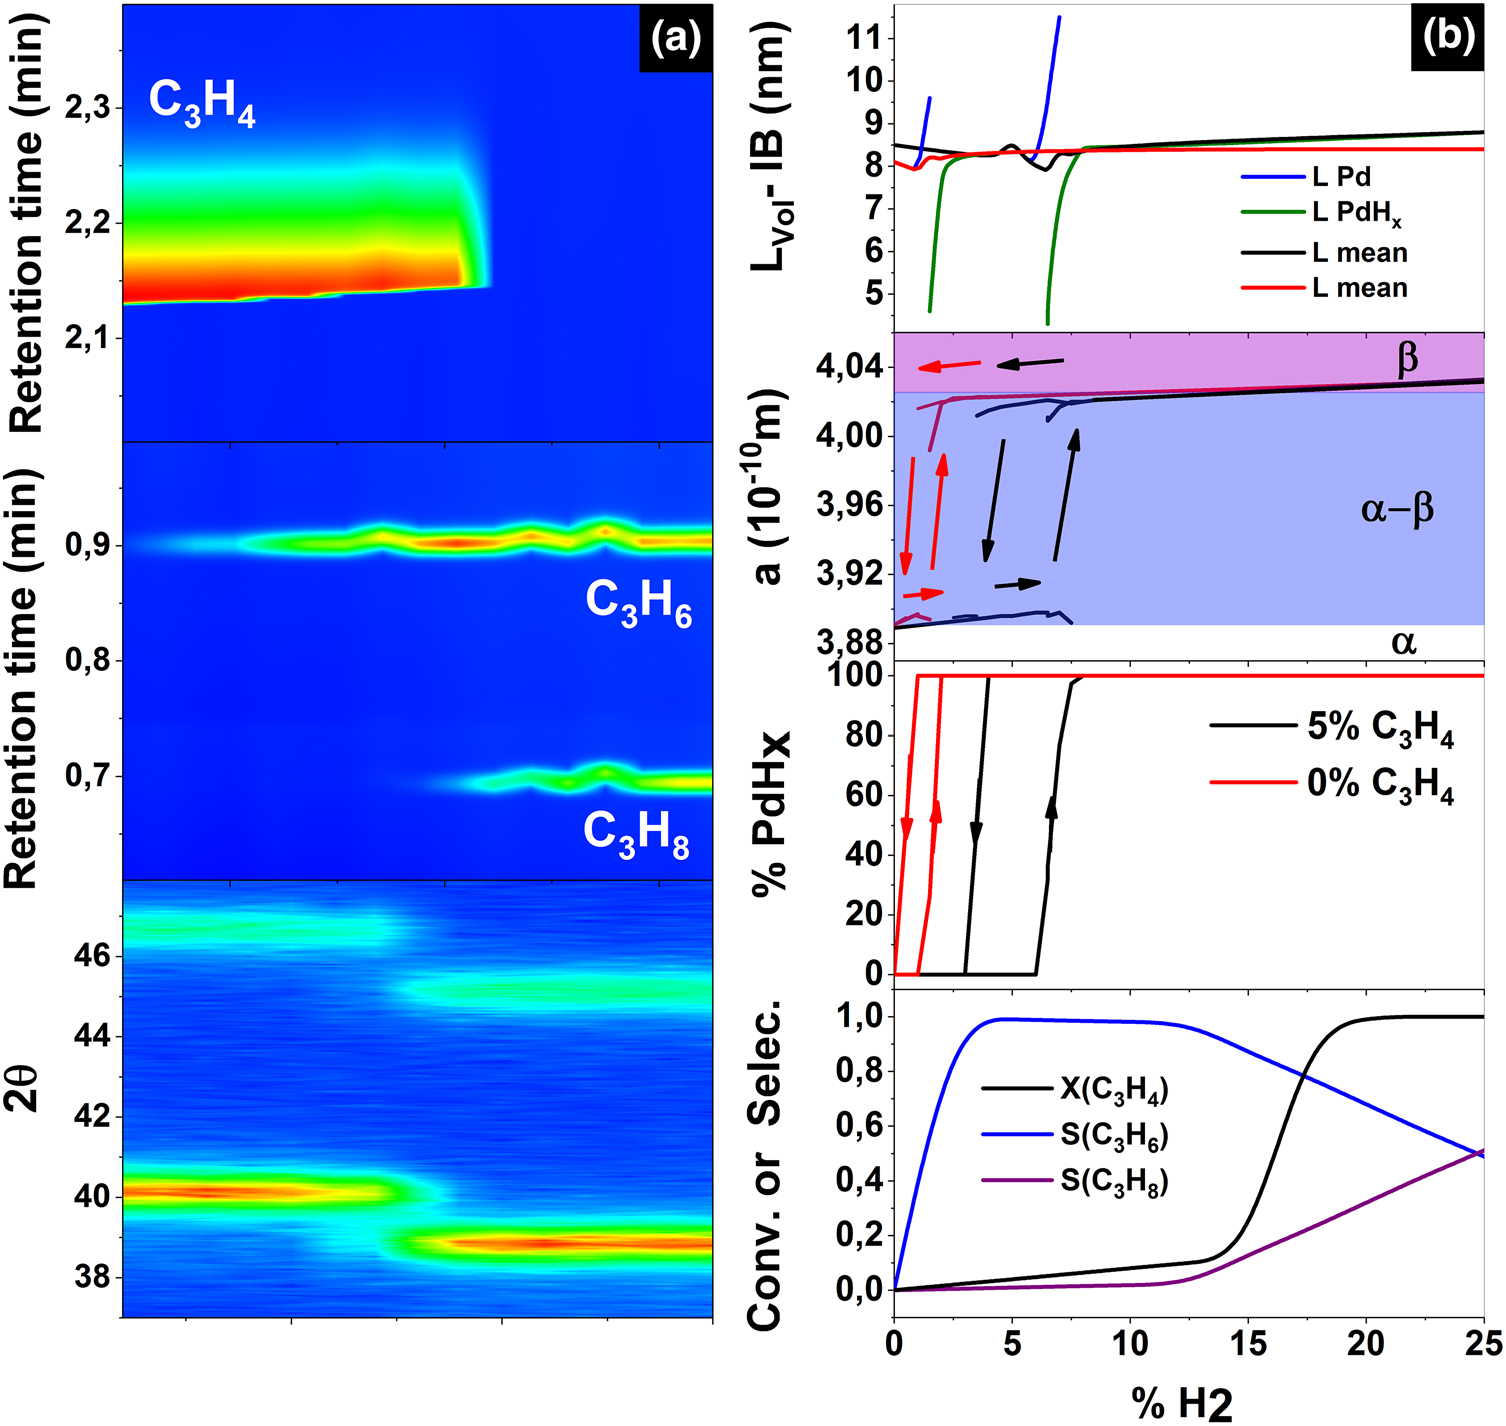 (a)
Retention time (min)
2,3
2,2
2,1
C3H4
Retention time (min)
0,9
0,8
0,7
C3H6
C3H8
2θ
46
44
42
40
38
(b)
LVol- IB (nm)
11
10
9
8
7
6
5
L Pd
L PdHx
L mean
L mean
a (10-10m)
4,04
4,00
3,96
3,92
3,88
β
α−β
α
% PdHx
100
80
60
40
20
0
5% C3H4
0% C3H4
Conv. or Selec.
1,0
0,8
0,6
0,4
0,2
0,0
X(C3H4)
S(C3H6)
S(C3H8)
0 5 10 15 20 25
% H2